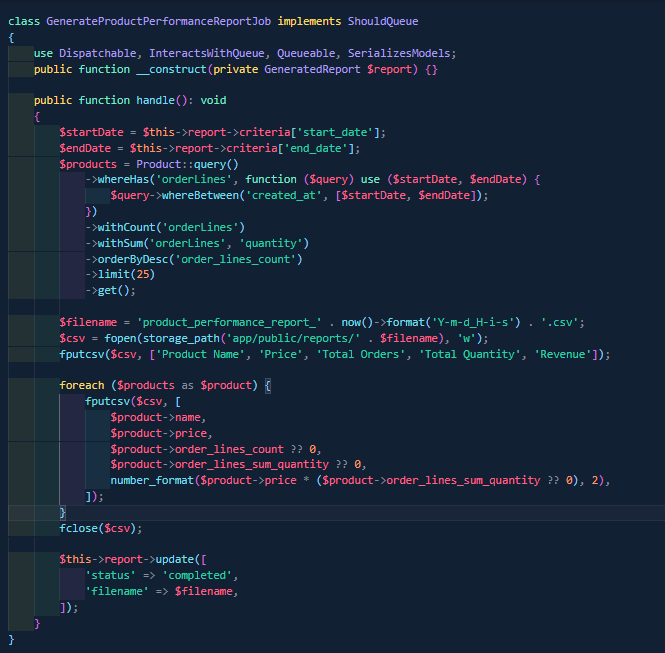 class GenerateProductPerformanceReportJob implements ShouldQueue
{
    use Dispatchable, InteractsWithQueue, Queueable, SerializesModels;
    public function __construct(private GeneratedReport $report) {}

    public function handle(): void
    {
        $startDate = $this->report->criteria['start_date'];
        $endDate = $this->report->criteria['end_date'];
        $products = Product::query()
            ->whereHas('orderLines', function ($query) use ($startDate, $endDate) {
                $query->whereBetween('created_at', [$startDate, $endDate]);
            })
            ->withCount('orderLines')
            ->withSum('orderLines', 'quantity')
            ->orderByDesc('order_lines_count')
            ->limit(25)
            ->get();

        $filename = 'product_performance_report_' . now()->format('Y-m-d_H-i-s') . '.csv';
        $csv = fopen(storage_path('app/public/reports/' . $filename), 'w');
        fputcsv($csv, ['Product Name', 'Price', 'Total Orders', 'Total Quantity', 'Revenue']);

        foreach ($products as $product) {
            fputcsv($csv, [
                $product->name,
                $product->price,
                $product->order_lines_count ?? 0,
                $product->order_lines_sum_quantity ?? 0,
                number_format($product->price * ($product->order_lines_sum_quantity ?? 0), 2),
            ]);
        }
        fclose($csv);

        $this->report->update([
            'status' => 'completed',
            'filename' => $filename,
        ]);
    }
}